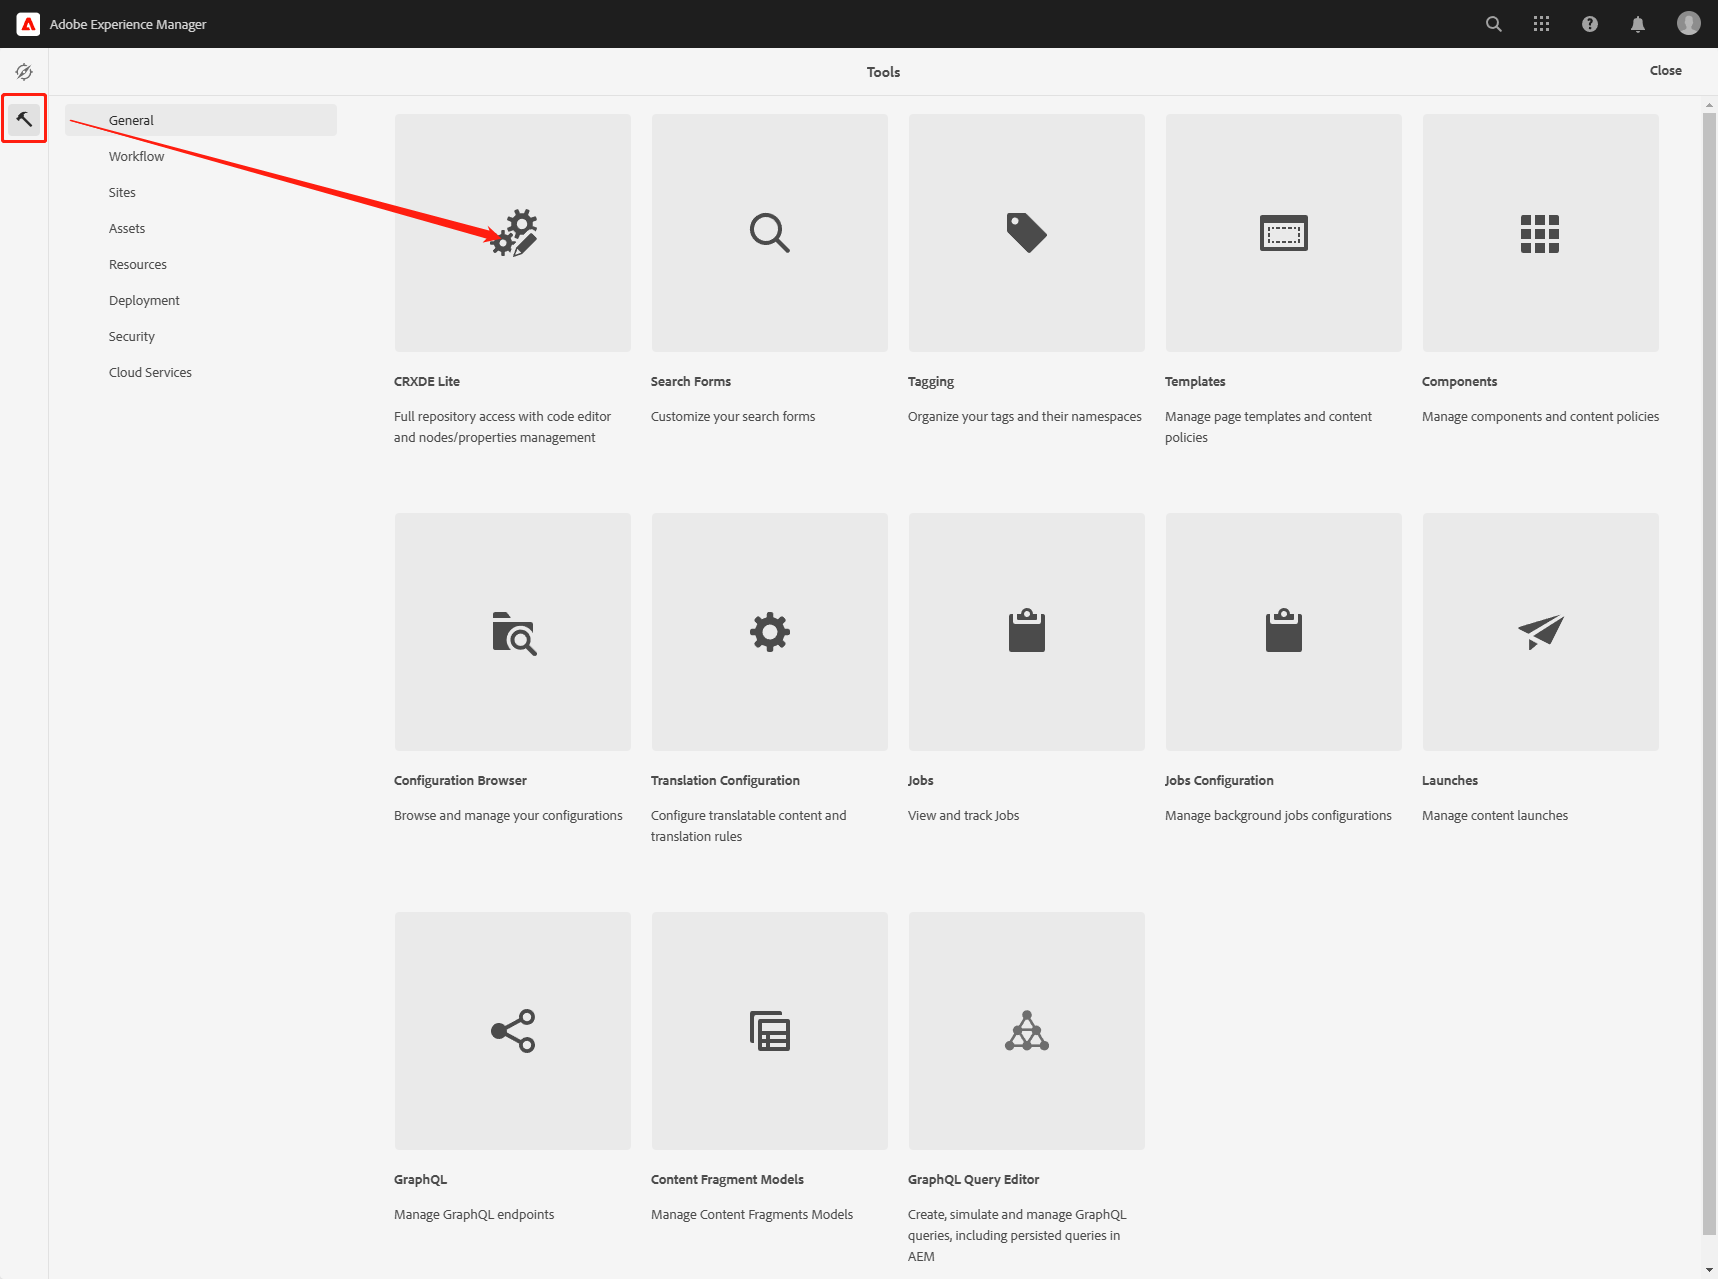 Adobe Experience Manager
Tools
Close
General
Workflow
Sites
Assets
Resources
Deployment
Security
Cloud Services
CRXDE Lite
Full repository access with code editor
and nodes/properties management
Search Forms
Customize your search forms
Tagging
Organize your tags and their namespaces
Templates
Manage page templates and content
policies
Components
Manage components and content policies
Configuration Browser
Browse and manage your configurations
Translation Configuration
Configure translatable content and
translation rules
Jobs
View and track Jobs
Jobs Configuration
Manage background jobs configurations
Launches
Manage content launches
GraphQL
Manage GraphQL endpoints
Content Fragment Models
Manage Content Fragments Models
GraphQL Query Editor
Create, simulate and manage GraphQL
queries, including persisted queries in
AEM